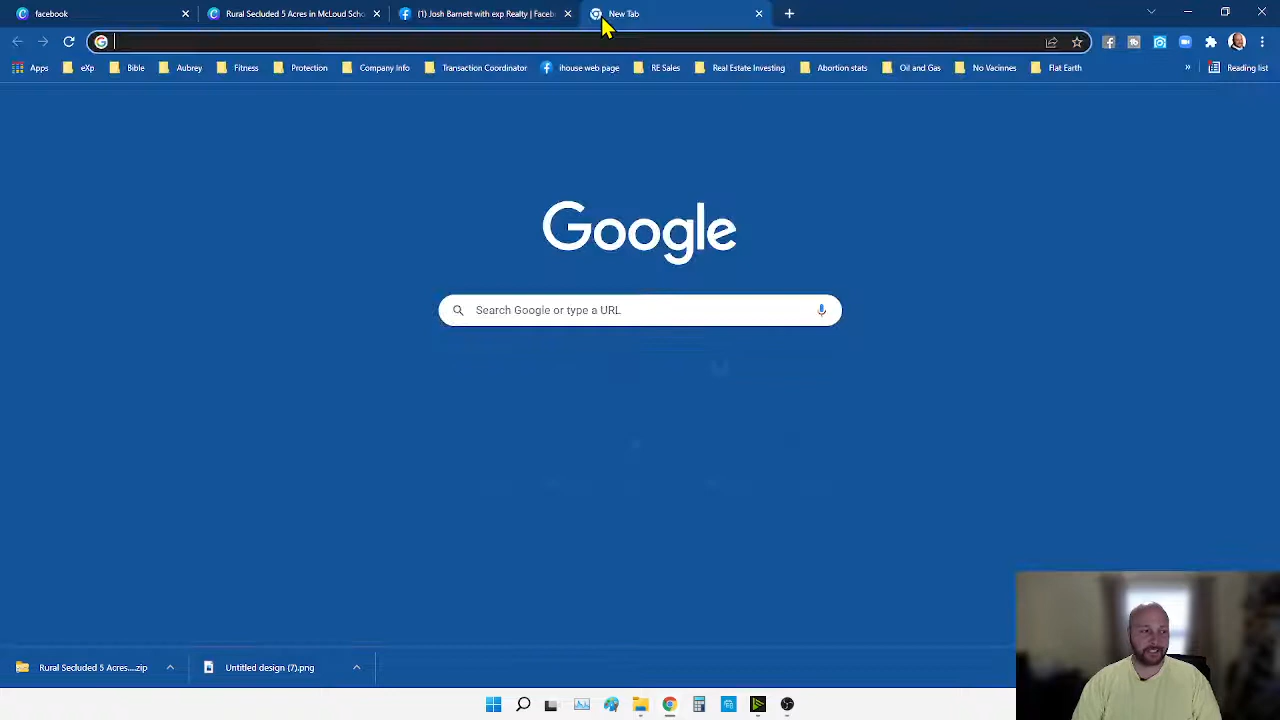 facebook
Rural Secluded 5 Acres in McLoud Scho
(1) Josh Barnett with exp Realty | Faceb
New Tab
Apps
eXp
Bible
Aubrey
Fitness
Protection
Company Info
Transaction Coordinator
ihouse web page
RE Sales
Real Estate Investing
Abortion stats
Oil and Gas
No Vacinnes
Flat Earth
»
Reading list
Google
Search Google or type a URL
Rural Secluded 5 Acres....zip
Untitled design (7).png